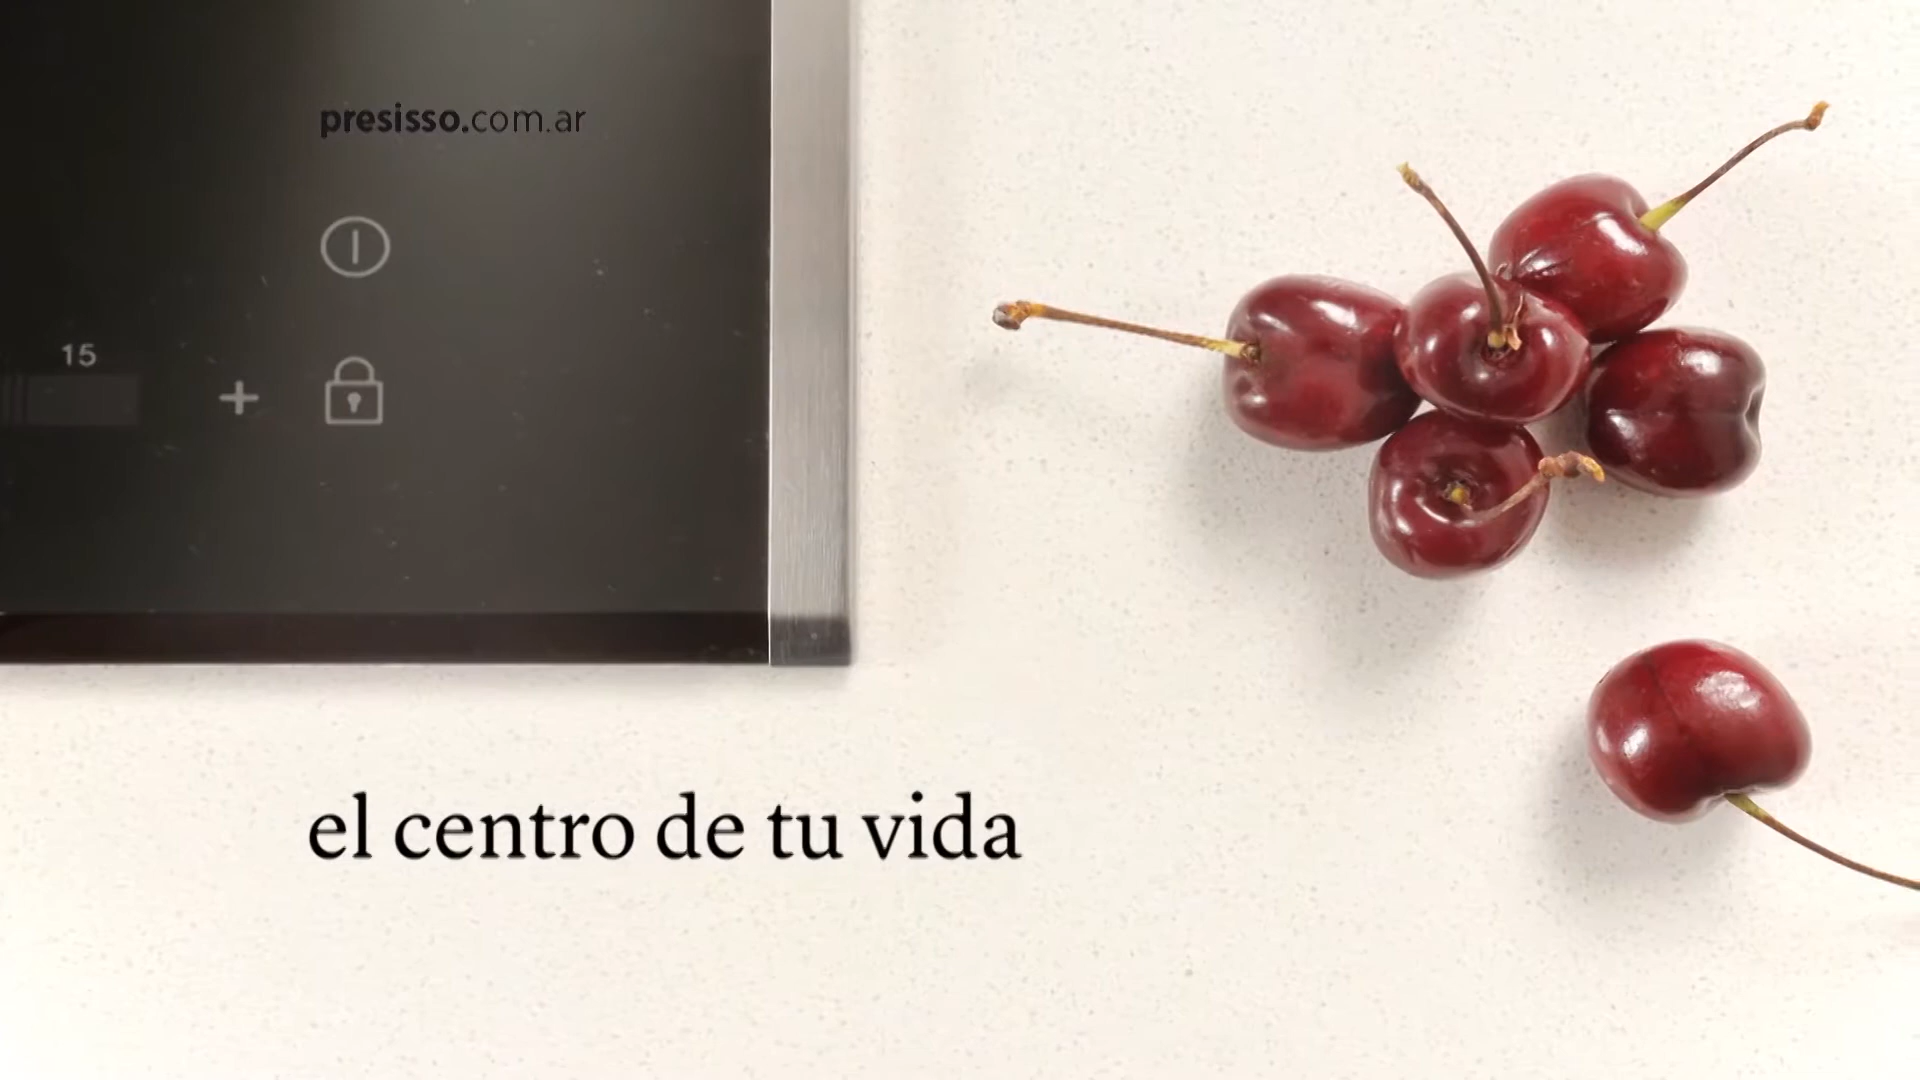 presisso.com.ar
15
+
el centro de tu vida